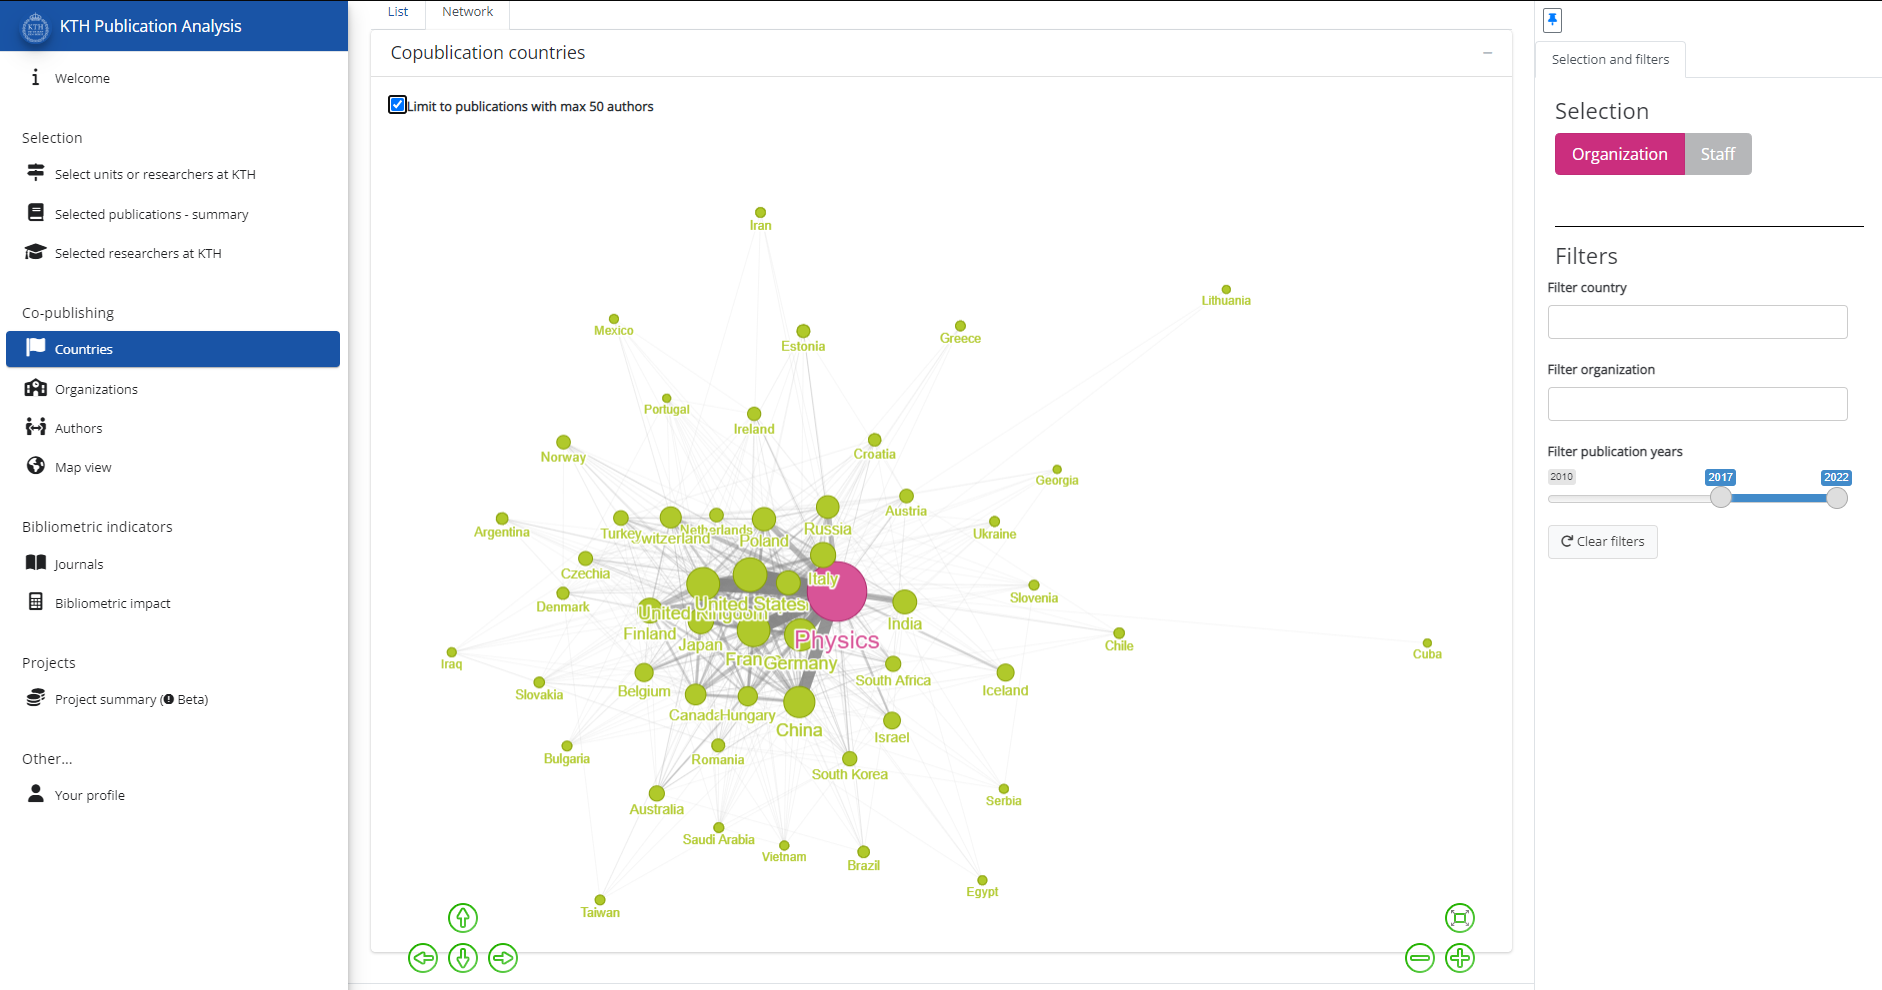 KTH Publication Analysis
Welcome
Selection
Select units or researchers at KTH
Selected publications - summary
Selected researchers at KTH
Co-publishing
Countries
Organizations
Authors
Map view
Bibliometric indicators
Journals
Bibliometric impact
Projects
Project summary (Beta)
Other...
Your profile
List
Network
Copublication countries
Limit to publications with max 50 authors
Iran
Lithuania
Mexico
Estonia
Greece
Portugal
Ireland
Norway
Croatia
Georgia
Austria
Argentina
Turkey
witzerland
Netherlands
Poland
Russia
Ukraine
Czechia
Italy
Denmark
United States
United Kingdom
Slovenia
India
Finland
Japan
Fran
Germany
Physics
Chile
Cuba
Iraq
Slovakia
Belgium
South Africa
Iceland
Canada
Hungary
China
Israel
Bulgaria
Romania
South Korea
Serbia
Australia
Saudi Arabia
Vietnam
Brazil
Egypt
Taiwan
Selection and filters
Selection
Organization
Staff
Filters
Filter country
Filter organization
Filter publication years
2010
2017
2022
Clear filters